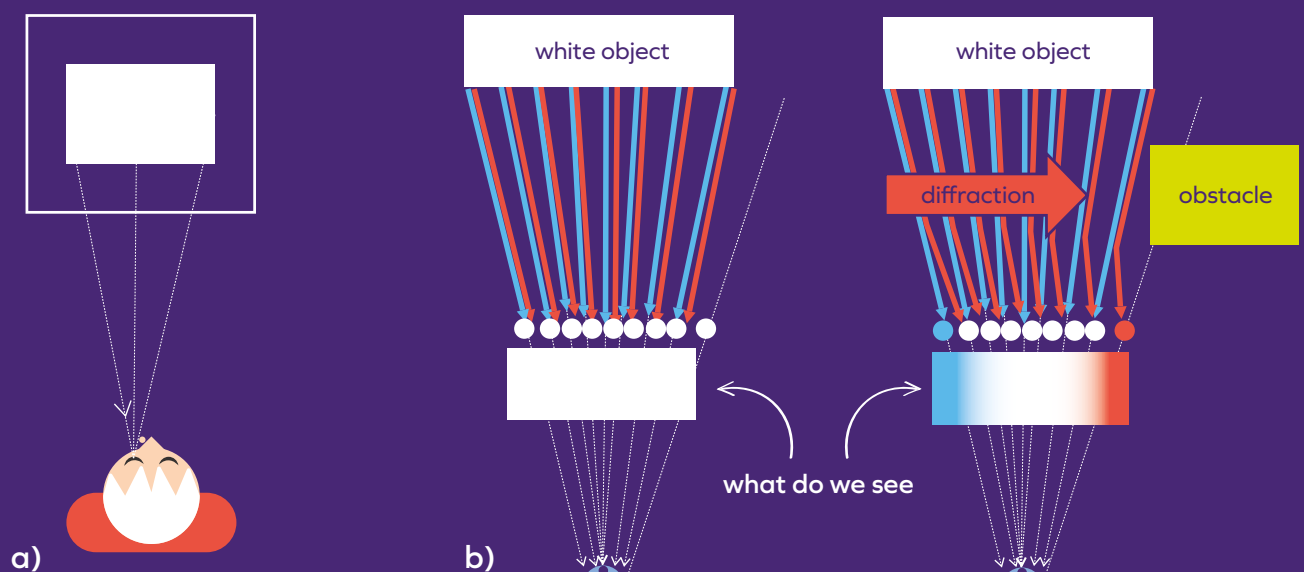 white object
white object
diffraction
obstacle
what do we see
a)
b)